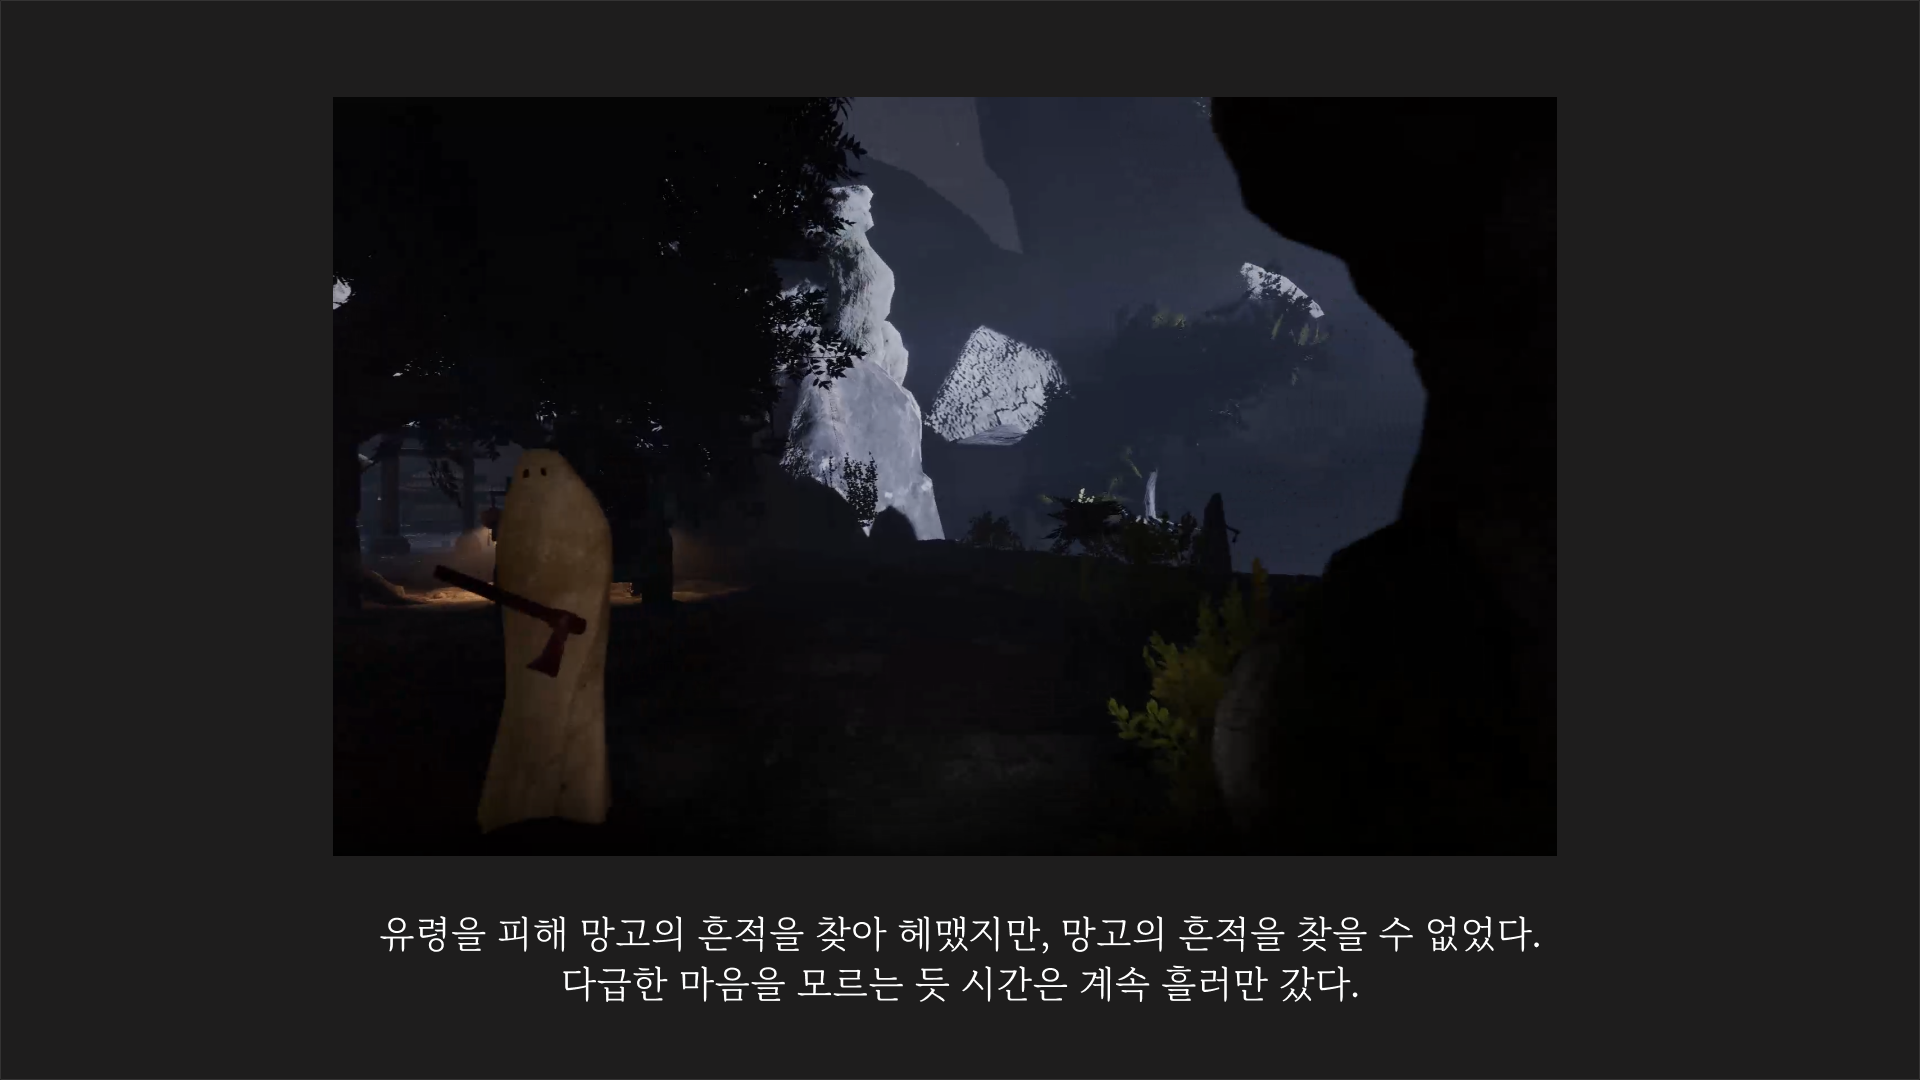 유령을 피해 망고의 흔적을 찾아 헤맸지만, 망고의 흔적을 찾을 수 없었다.
다급한 마음을 모르는 듯 시간은 계속 흘러만 갔다.